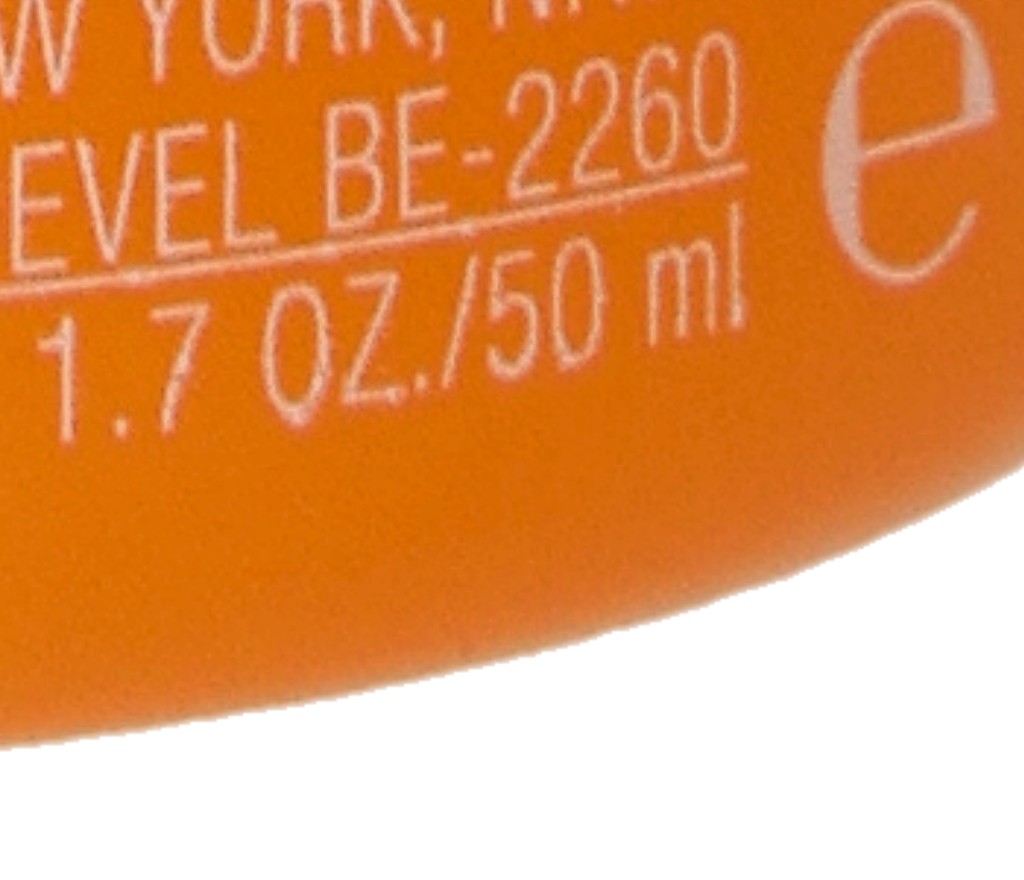 W YORK, N
EVEL BE-2260
1.7 OZ./50 ml
e